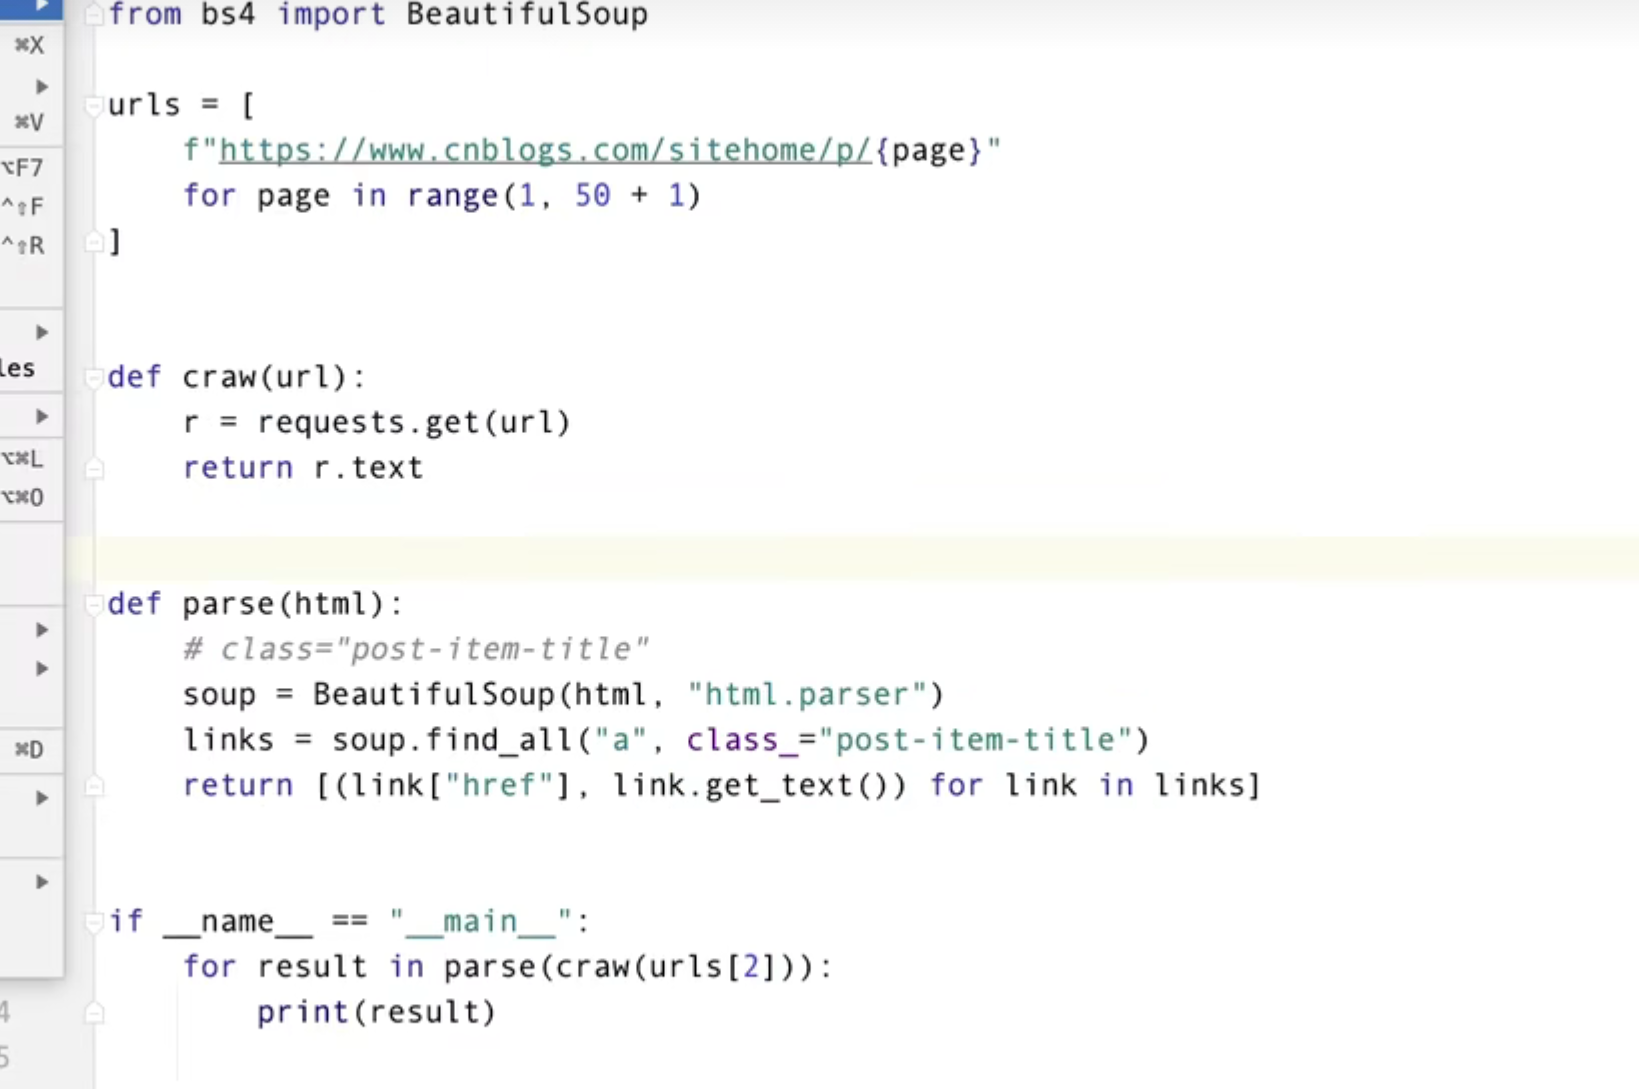 from bs4 import BeautifulSoup
⌘X
⌘V
urls = [
    f"https://www.cnblogs.com/sitehome/p/{page}"
⌥F7
    for page in range(1, 50 + 1)
^⇧F
^⇧R
]
les
def craw(url):
    r = requests.get(url)
⌥⌘L
    return r.text
⌥⌘O
def parse(html):
    # class="post-item-title"
    soup = BeautifulSoup(html, "html.parser")
⌘D
    links = soup.find_all("a", class_="post-item-title")
    return [(link["href"], link.get_text()) for link in links]
if __name__ == "__main__":
    for result in parse(craw(urls[2])):
4
        print(result)
5